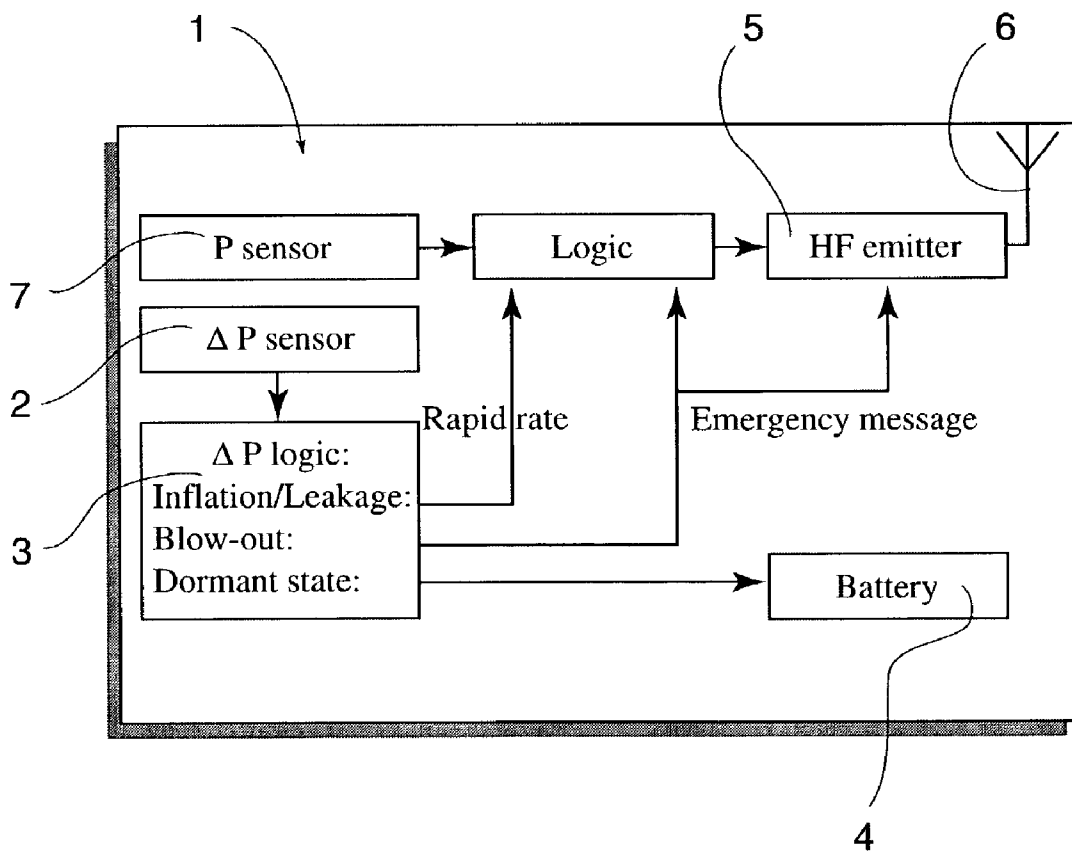 1
5
6
P sensor
Logic
HF emitter
7
Δ P sensor
2
Rapid rate
Emergency message
Δ P logic:
Inflation/Leakage:
3
Blow-out:
Dormant state:
Battery
4